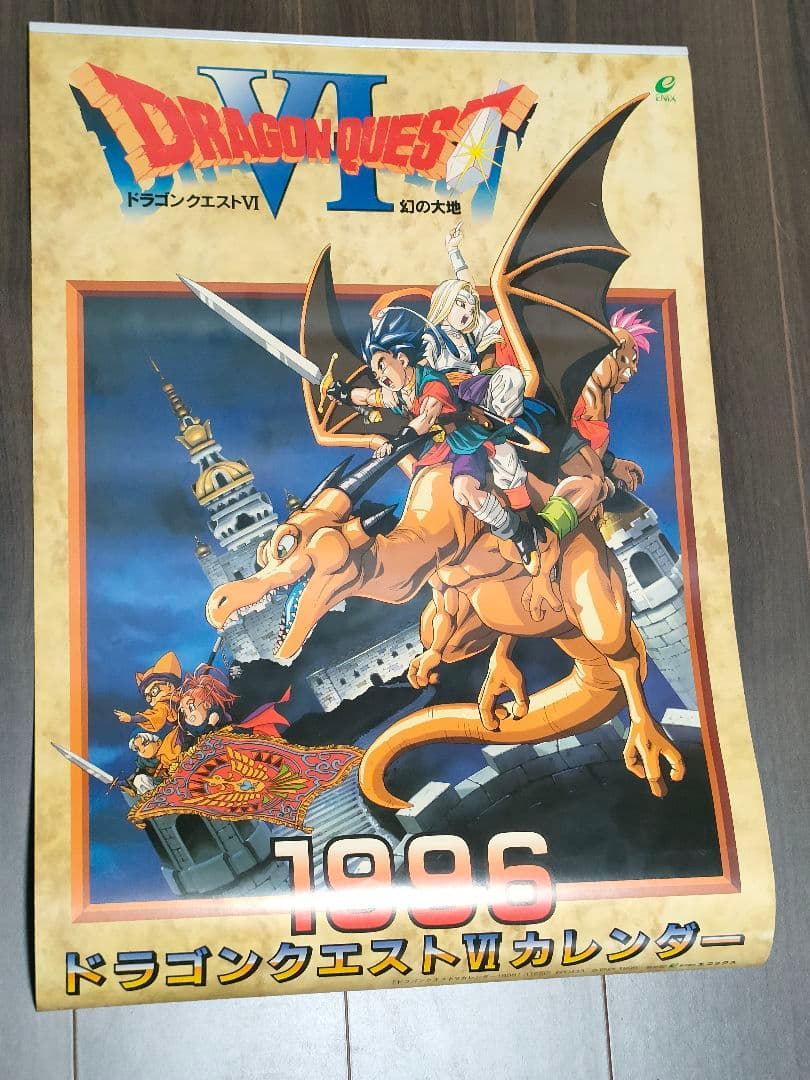 DRAGON QUEST
VI
ドラゴンクエストVI 幻の大地
ENIX
1996
ドラゴンクエストVIカレンダー